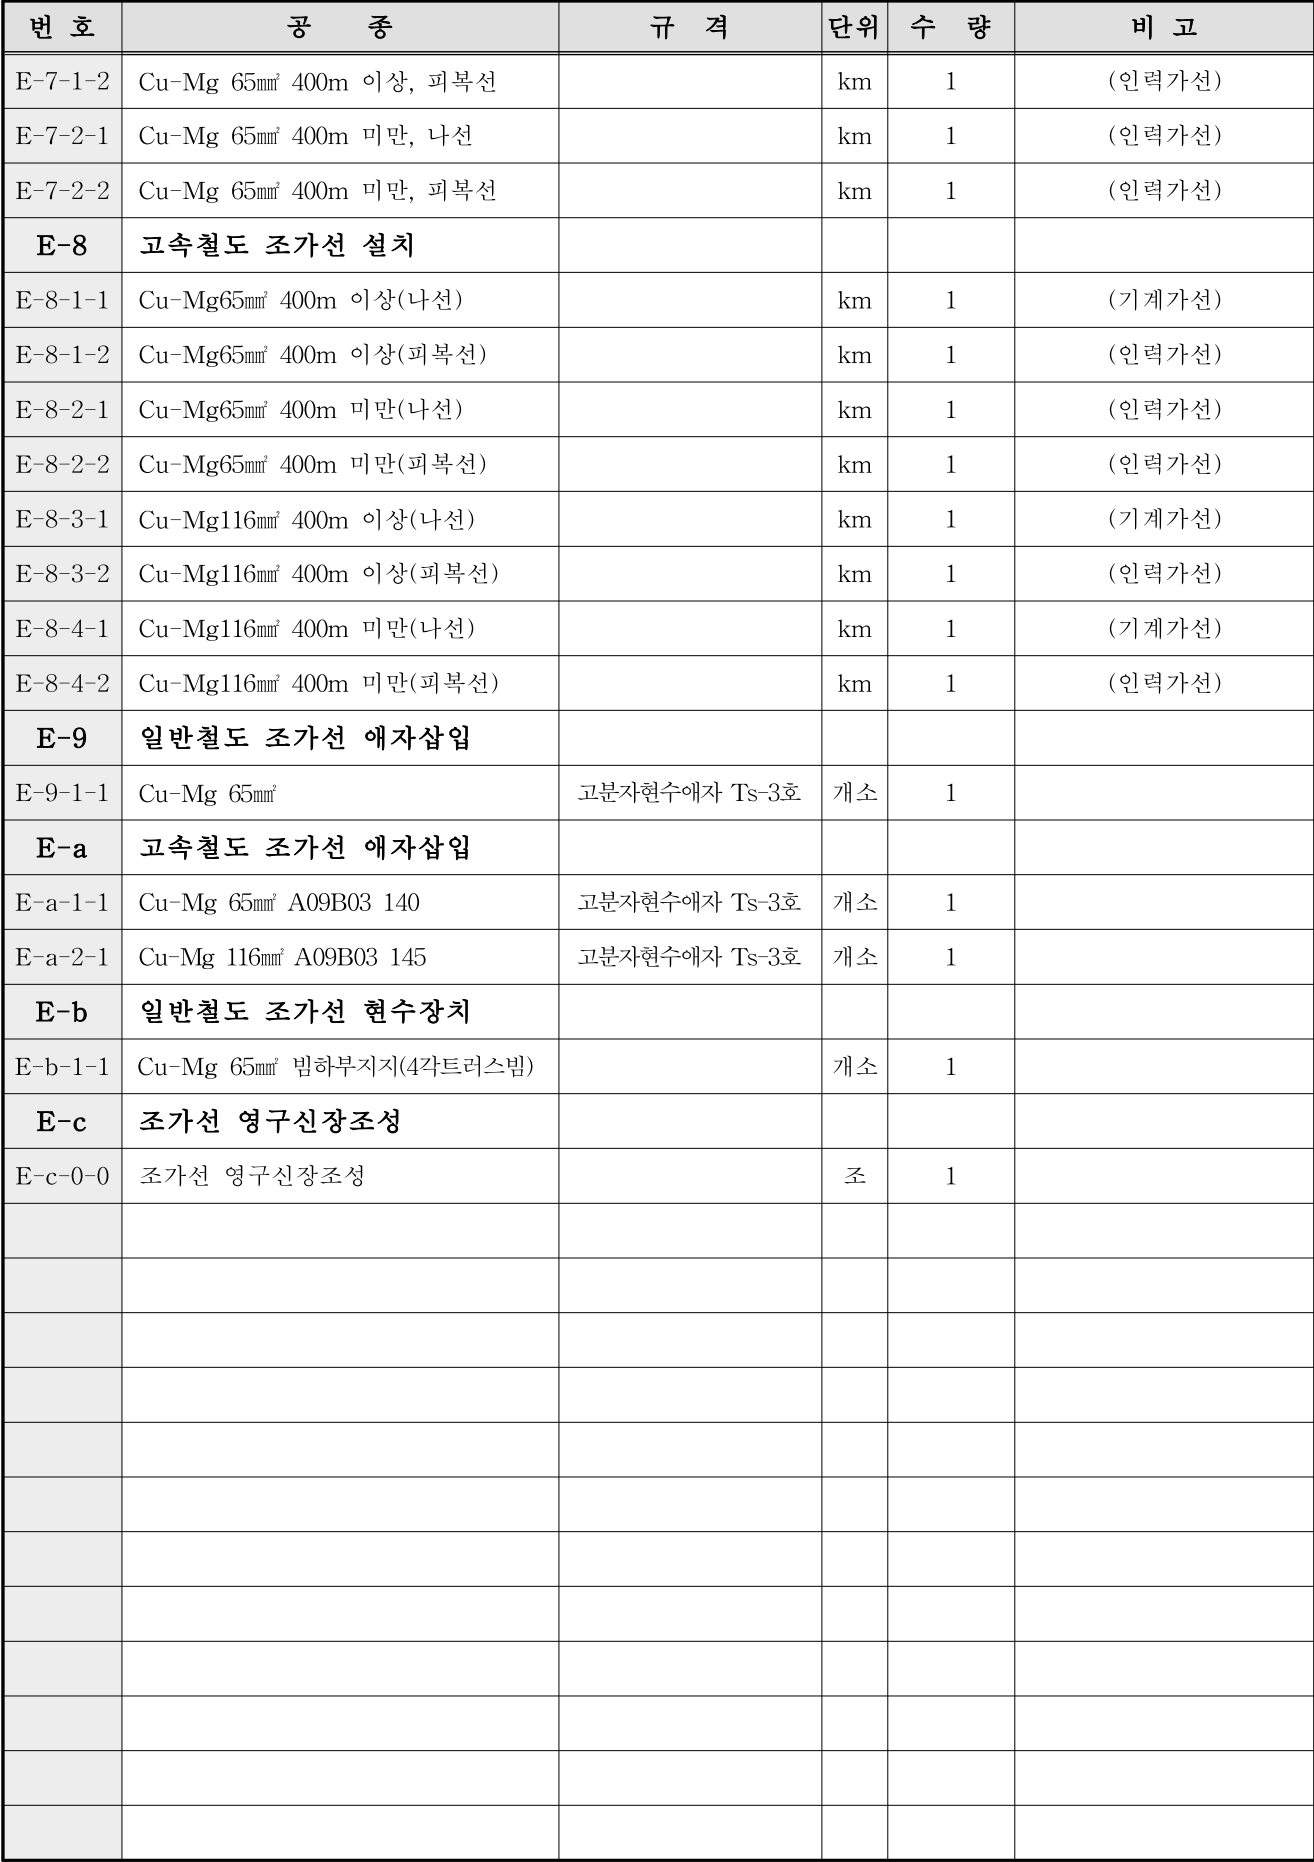 번 호 공 종 규 격 단위 수 량 비 고
E-7-1-2 Cu-Mg 65㎟ 400m 이상, 피복선 km 1 (인력가선)
E-7-2-1 Cu-Mg 65㎟ 400m 미만, 나선 km 1 (인력가선)
E-7-2-2 Cu-Mg 65㎟ 400m 미만, 피복선 km 1 (인력가선)
E-8 고속철도 조가선 설치
E-8-1-1 Cu-Mg65㎟ 400m 이상(나선) km 1 (기계가선)
E-8-1-2 Cu-Mg65㎟ 400m 이상(피복선) km 1 (인력가선)
E-8-2-1 Cu-Mg65㎟ 400m 미만(나선) km 1 (인력가선)
E-8-2-2 Cu-Mg65㎟ 400m 미만(피복선) km 1 (인력가선)
E-8-3-1 Cu-Mg116㎟ 400m 이상(나선) km 1 (기계가선)
E-8-3-2 Cu-Mg116㎟ 400m 이상(피복선) km 1 (인력가선)
E-8-4-1 Cu-Mg116㎟ 400m 미만(나선) km 1 (기계가선)
E-8-4-2 Cu-Mg116㎟ 400m 미만(피복선) km 1 (인력가선)
E-9 일반철도 조가선 애자삽입
E-9-1-1 Cu-Mg 65㎟ 고분자현수애자 Ts-3호 개소 1
E-a 고속철도 조가선 애자삽입
E-a-1-1 Cu-Mg 65㎟ A09B03 140 고분자현수애자 Ts-3호 개소 1
E-a-2-1 Cu-Mg 116㎟ A09B03 145 고분자현수애자 Ts-3호 개소 1
E-b 일반철도 조가선 현수장치
E-b-1-1 Cu-Mg 65㎟ 빔하부지지(4각트러스빔) 개소 1
E-c 조가선 영구신장조성
E-c-0-0 조가선 영구신장조성 조 1